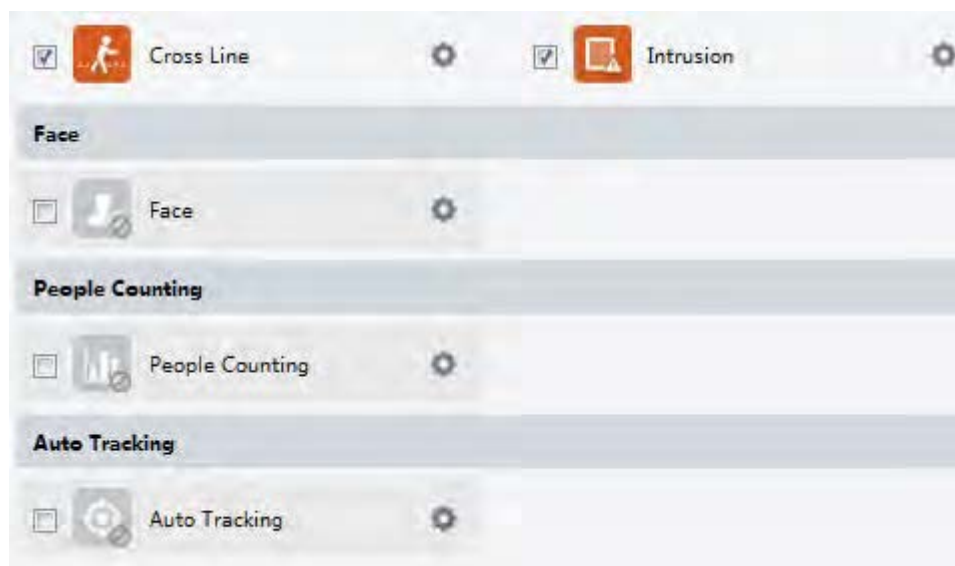 Cross Line
Intrusion
Face
Face
People Counting
People Counting
Auto Tracking
Auto Tracking